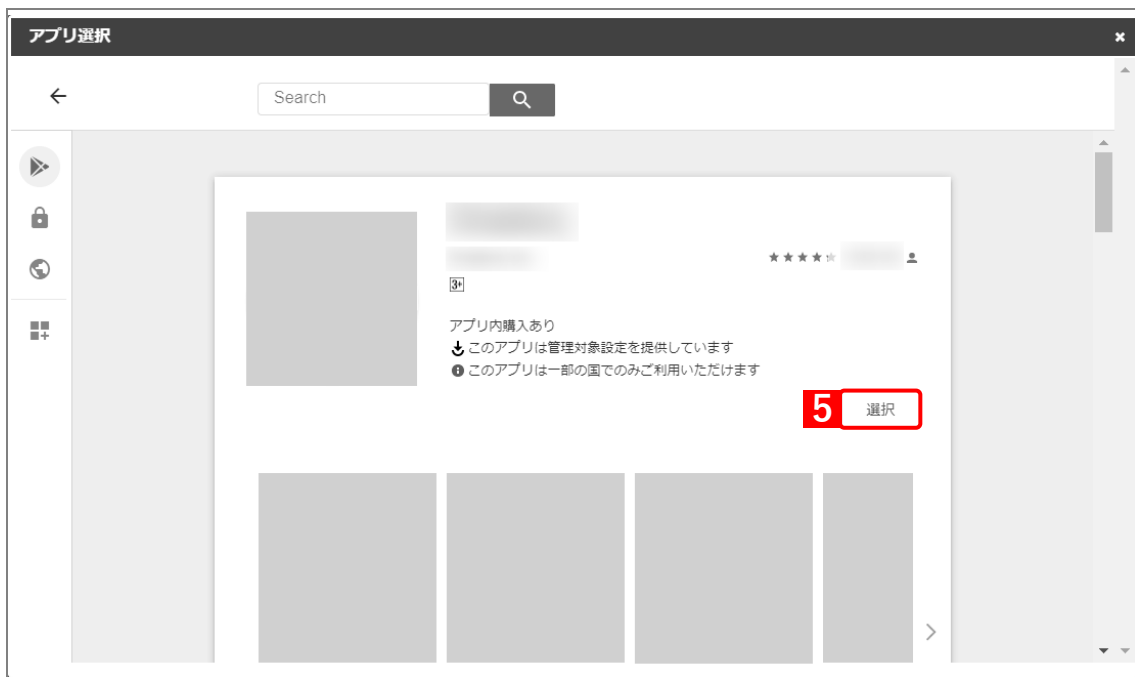 アプリ選択
Search
3+
アプリ内購入あり
このアプリは管理対象設定を提供しています
このアプリは一部の国でのみご利用いただけます
5 選択